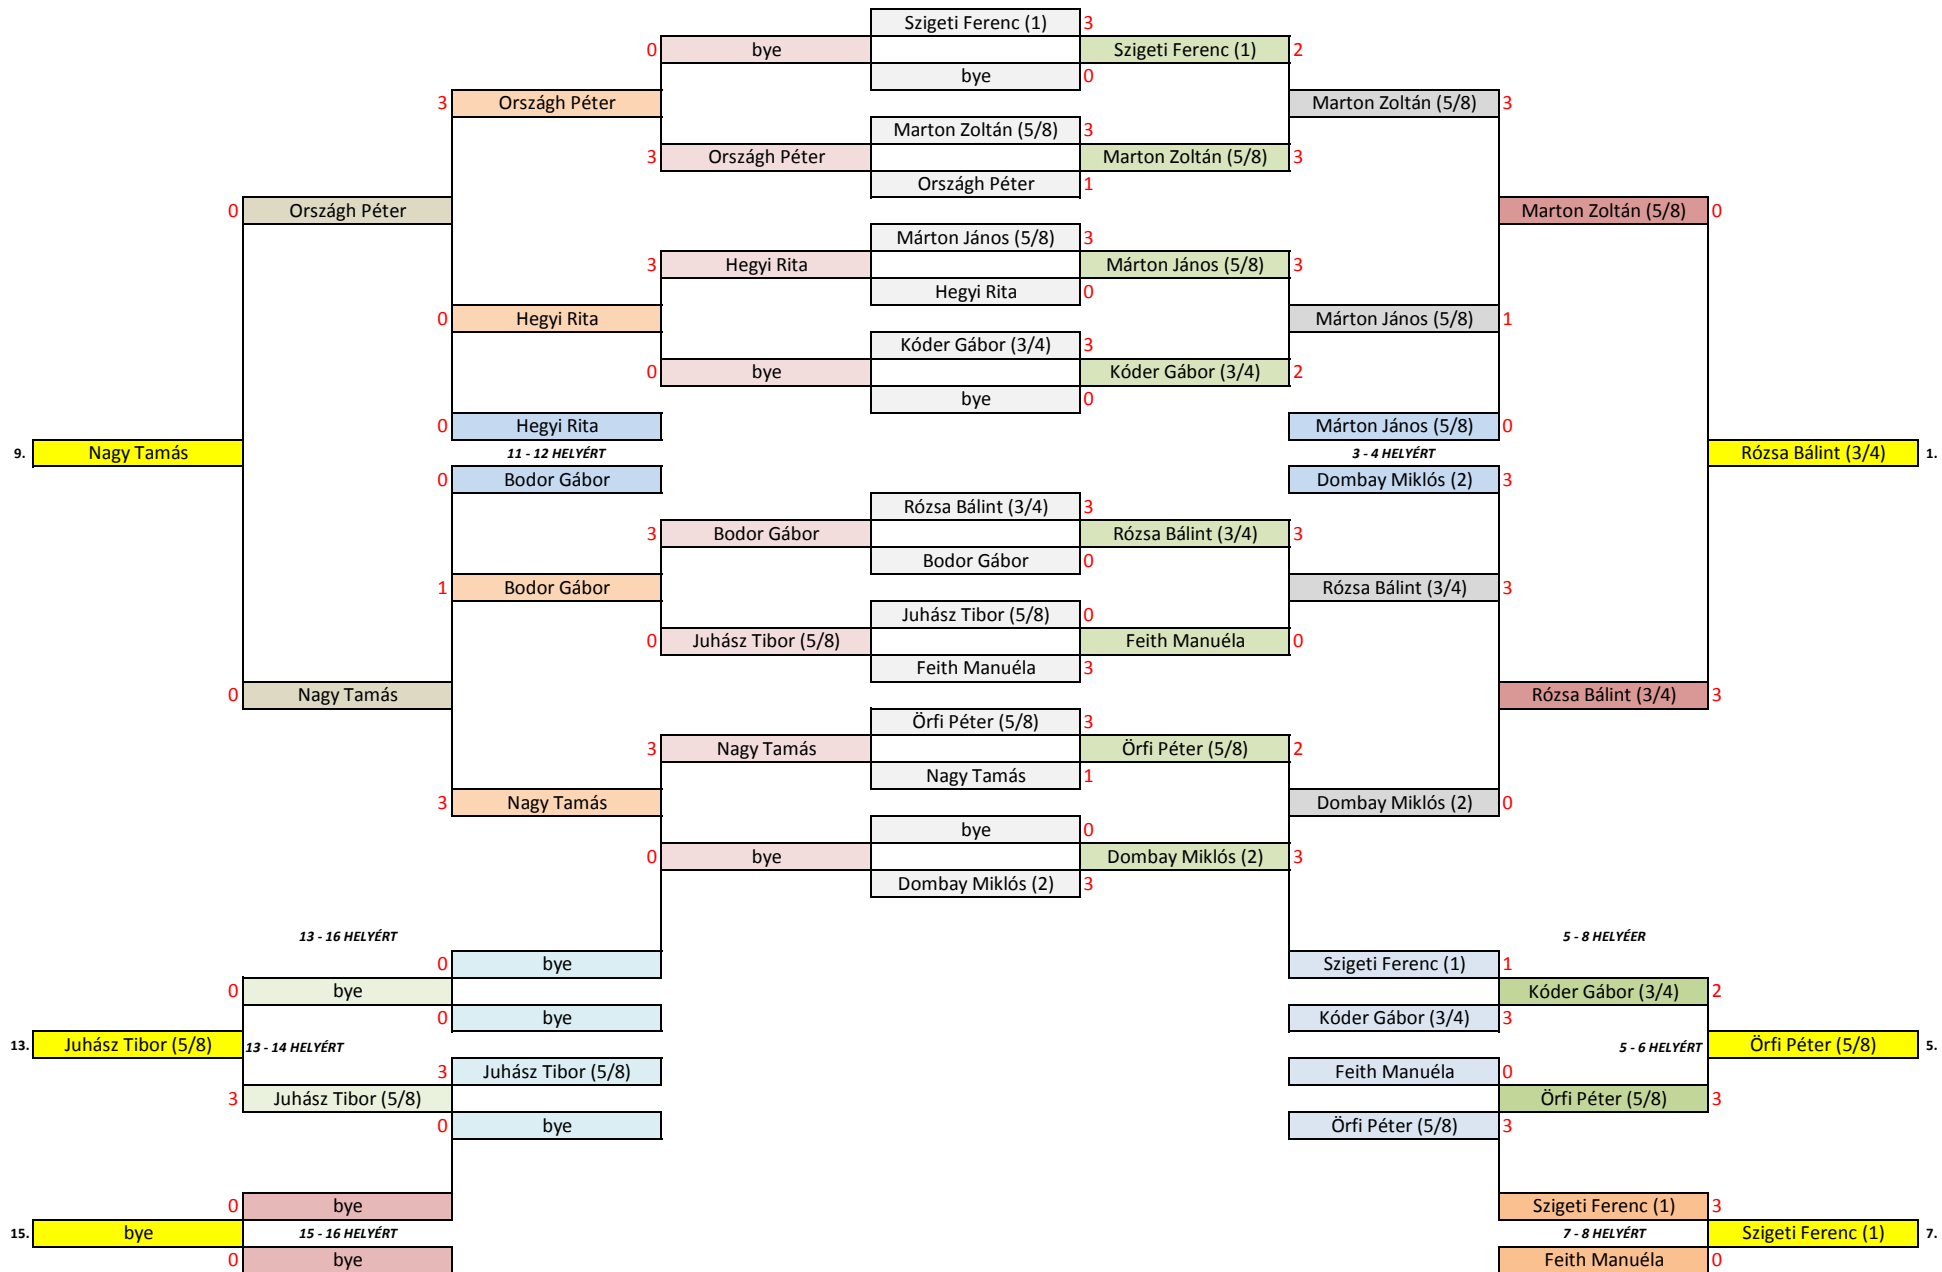 Szigeti Ferenc (1) 3
0 bye Szigeti Ferenc (1) 2
bye 0
3 Országh Péter Marton Zoltán (5/8) 3
Marton Zoltán (5/8) 3
3 Országh Péter Marton Zoltán (5/8) 3
Országh Péter 1
0 Országh Péter Marton Zoltán (5/8) 0
Márton János (5/8) 3
3 Hegyi Rita Márton János (5/8) 3
Hegyi Rita 0
0 Hegyi Rita Márton János (5/8) 1
Kóder Gábor (3/4) 3
0 bye Kóder Gábor (3/4) 2
bye 0
0 Hegyi Rita Márton János (5/8) 0
9. Nagy Tamás 11 - 12 HELYÉRT 3 - 4 HELYÉRT Rózsa Bálint (3/4) 1.
0 Bodor Gábor Dombay Miklós (2) 3
Rózsa Bálint (3/4) 3
3 Bodor Gábor Rózsa Bálint (3/4) 3
Bodor Gábor 0
1 Bodor Gábor Rózsa Bálint (3/4) 3
Juhász Tibor (5/8) 0
0 Juhász Tibor (5/8) Feith Manuéla 0
Feith Manuéla 3
0 Nagy Tamás Rózsa Bálint (3/4) 3
Örfi Péter (5/8) 3
3 Nagy Tamás Örfi Péter (5/8) 2
Nagy Tamás 1
3 Nagy Tamás Dombay Miklós (2) 0
bye 0
0 bye Dombay Miklós (2) 3
Dombay Miklós (2) 3
13 - 16 HELYÉRT 5 - 8 HELYÉER
0 bye Szigeti Ferenc (1) 1
0 bye Kóder Gábor (3/4) 2
0 bye Kóder Gábor (3/4) 3
13. Juhász Tibor (5/8) 13 - 14 HELYÉRT 5 - 6 HELYÉRT Örfi Péter (5/8) 5.
3 Juhász Tibor (5/8) Feith Manuéla 0
3 Juhász Tibor (5/8) Örfi Péter (5/8) 3
0 bye Örfi Péter (5/8) 3
0 bye Szigeti Ferenc (1) 3
15. bye 15 - 16 HELYÉRT 7 - 8 HELYÉRT Szigeti Ferenc (1) 7.
0 bye Feith Manuéla 0